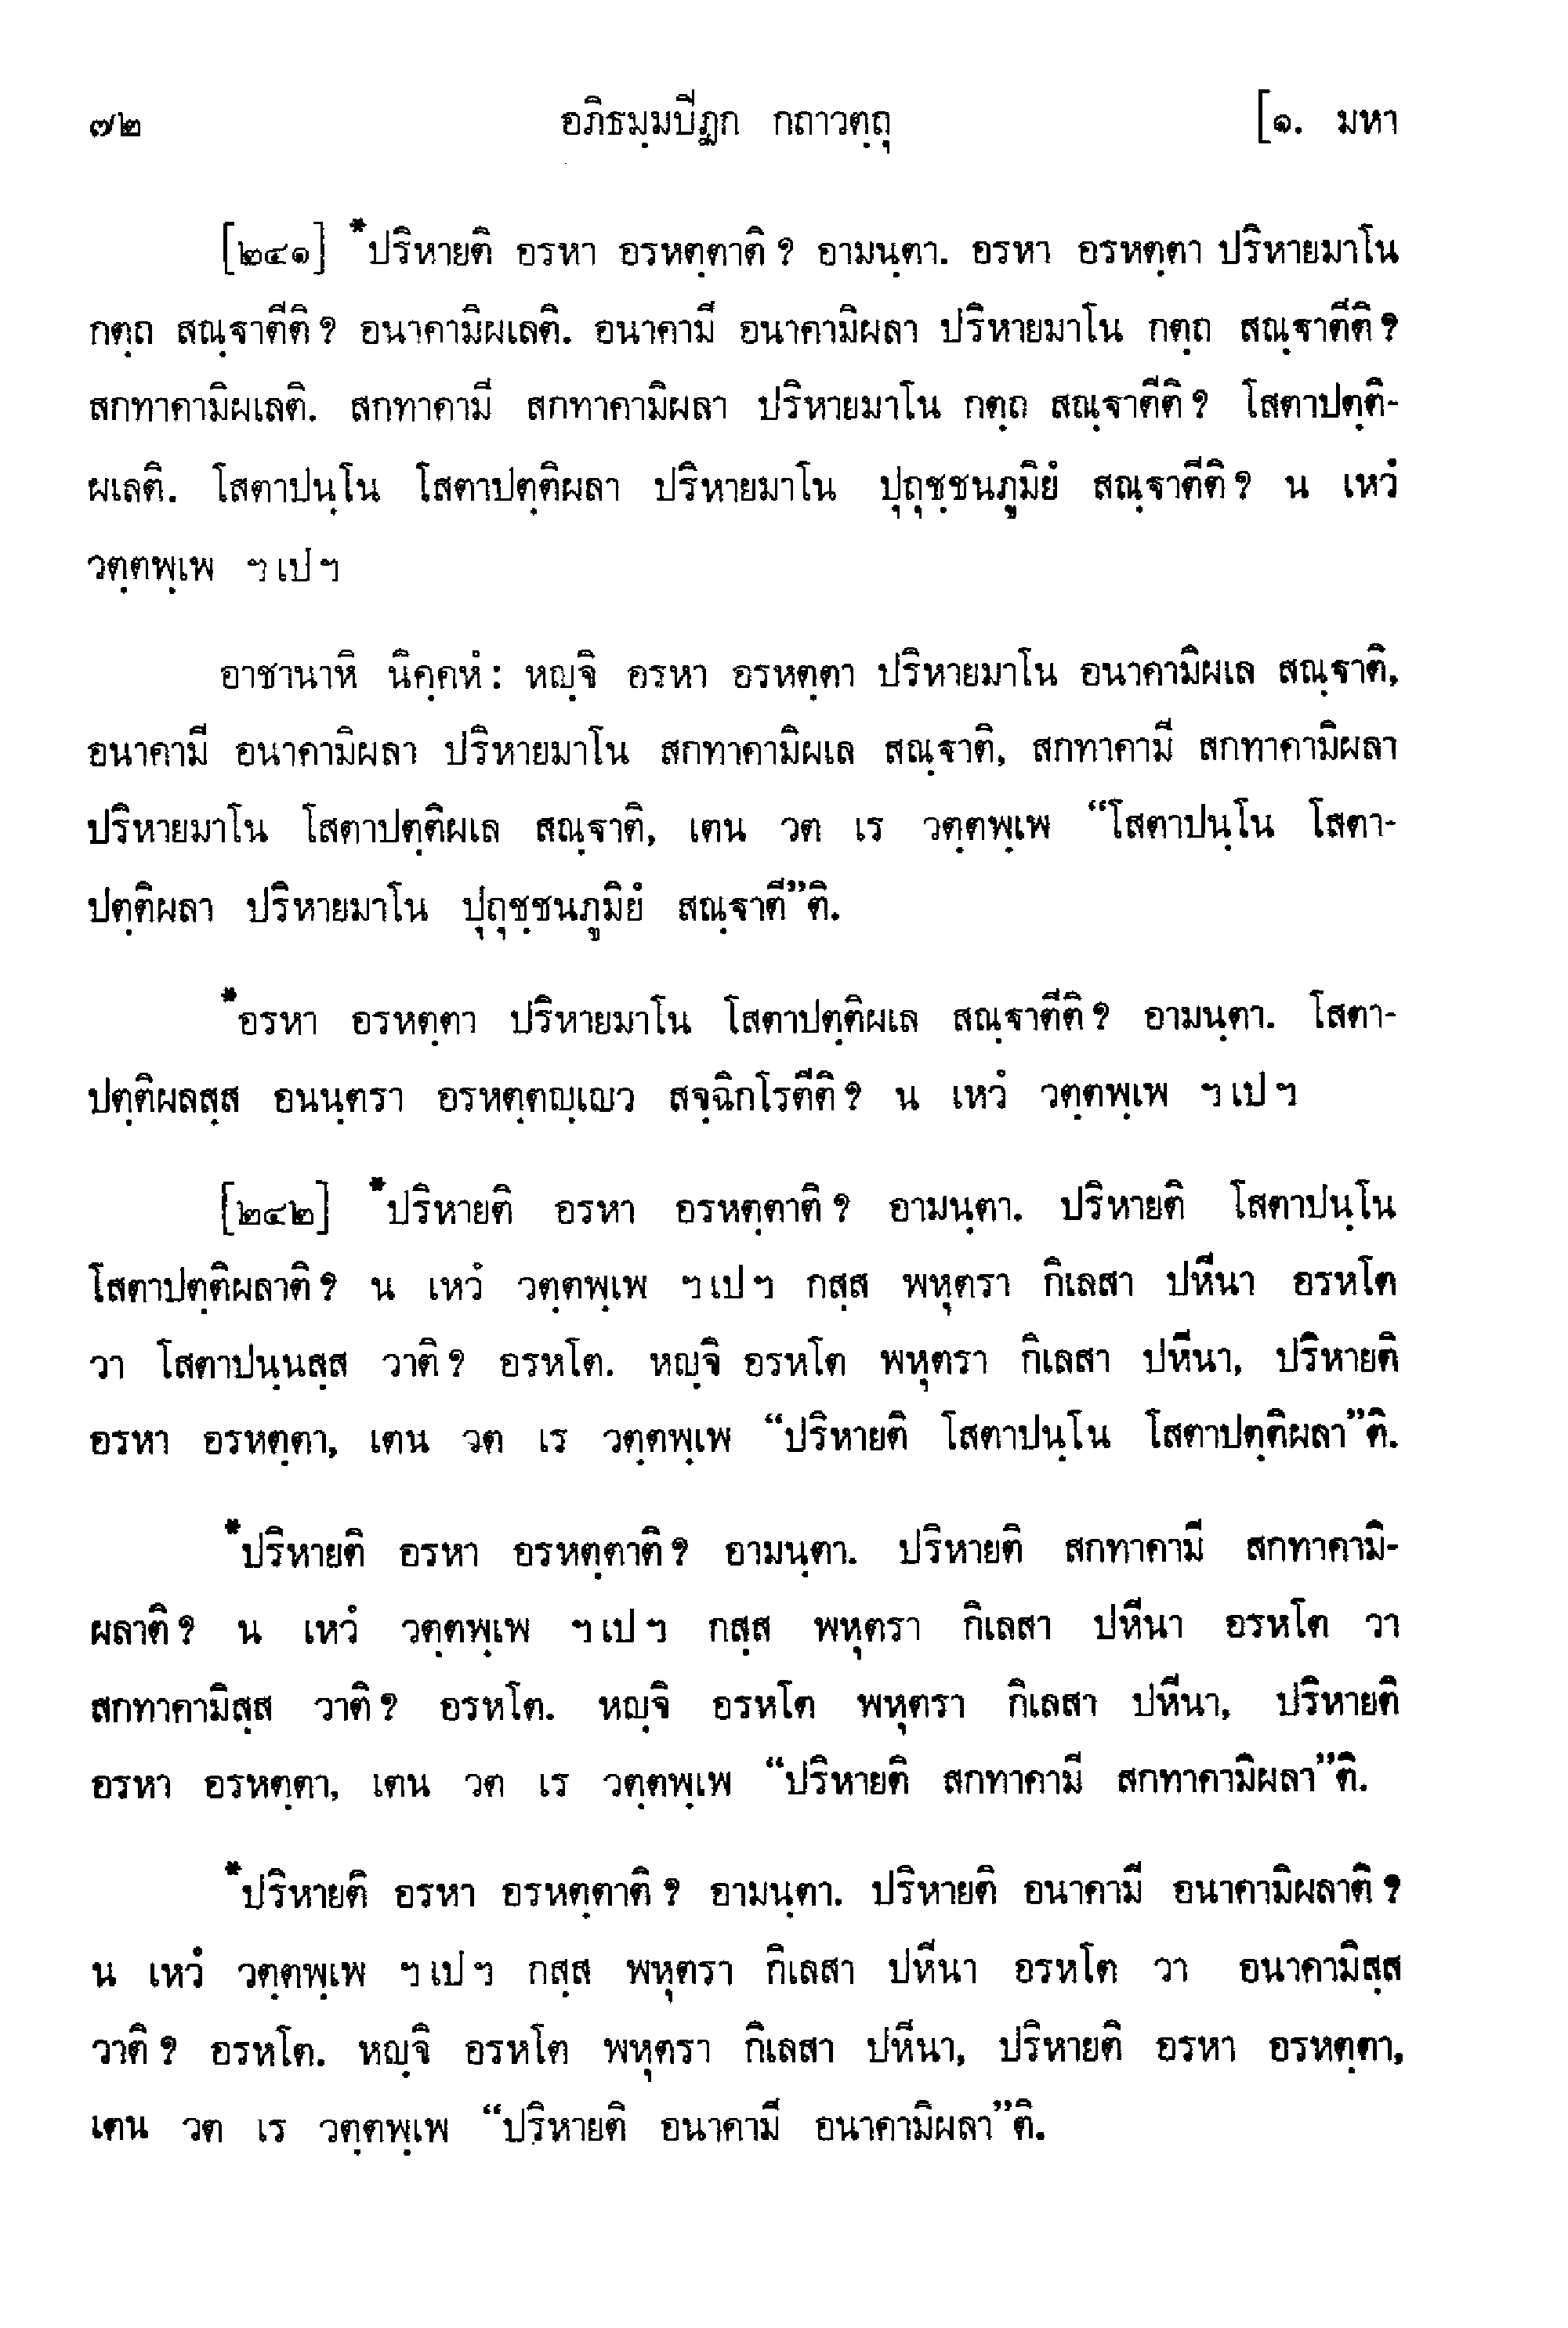 ๗๒ อภิธมฺมปิฏก กถาวตฺถุ [๑. มหา
[๒๔๑] *ปริหายติ อรหา อรหตฺตาติ ? อามนฺตา. อรหา อรหตฺตา ปริหายมาโน
กตฺถ สณฺฐาตีติ ? อนาคามิผเลติ. อนาคามี อนาคามิผลา ปริหายมาโน กตฺถ สณฺฐาตีติ ?
สกทาคามิผเลติ. สกทาคามี สกทาคามิผลา ปริหายมาโน กตฺถ สณฺฐาตีติ ? โสตาปตฺติ-
ผเลติ. โสตาปนฺโน โสตาปตฺติผลา ปริหายมาโน ปุถุชฺชนภูมิยํ สณฺฐาตีติ ? น เหวํ
วตฺตพฺเพ ฯ เป ฯ
อาชานาหิ นิคฺคหํ : หญฺจิ อรหา อรหตฺตา ปริหายมาโน อนาคามิผเล สณฺฐาติ,
อนาคามี อนาคามิผลา ปริหายมาโน สกทาคามิผเล สณฺฐาติ, สกทาคามี สกทาคามิผลา
ปริหายมาโน โสตาปตฺติผเล สณฺฐาติ, เตน วต เร วตฺตพฺเพ “โสตาปนฺโน โสตา-
ปตฺติผลา ปริหายมาโน ปุถุชฺชนภูมิยํ สณฺฐาตี”ติ.
*อรหา อรหตฺตา ปริหายมาโน โสตาปตฺติผเล สณฺฐาตีติ ? อามนฺตา. โสตา-
ปตฺติผลสฺส อนนฺตรา อรหตฺตญฺเญว สจฺฉิกโรตีติ ? น เหวํ วตฺตพฺเพ ฯ เป ฯ
[๒๔๒] *ปริหายติ อรหา อรหตฺตาติ ? อามนฺตา. ปริหายติ โสตาปนฺโน
โสตาปตฺติผลาติ ? น เหวํ วตฺตพฺเพ ฯ เป ฯ กสฺส พหุตรา กิเลสา ปหีนา อรหโต
วา โสตาปนฺนสฺส วาติ ? อรหโต. หญฺจิ อรหโต พหุตรา กิเลสา ปหีนา, ปริหายติ
อรหา อรหตฺตา, เตน วต เร วตฺตพฺเพ “ปริหายติ โสตาปนฺโน โสตาปตฺติผลา”ติ.
*ปริหายติ อรหา อรหตฺตาติ ? อามนฺตา. ปริหายติ สกทาคามี สกทาคามิ-
ผลาติ ? น เหวํ วตฺตพฺเพ ฯ เป ฯ กสฺส พหุตรา กิเลสา ปหีนา อรหโต วา
สกทาคามิสฺส วาติ ? อรหโต. หญฺจิ อรหโต พหุตรา กิเลสา ปหีนา, ปริหายติ
อรหา อรหตฺตา, เตน วต เร วตฺตพฺเพ “ปริหายติ สกทาคามี สกทาคามิผลา”ติ.
*ปริหายติ อรหา อรหตฺตาติ ? อามนฺตา. ปริหายติ อนาคามี อนาคามิผลาติ ?
น เหวํ วตฺตพฺเพ ฯ เป ฯ กสฺส พหุตรา กิเลสา ปหีนา อรหโต วา อนาคามิสฺส
วาติ ? อรหโต. หญฺจิ อรหโต พหุตรา กิเลสา ปหีนา, ปริหายติ อรหา อรหตฺตา,
เตน วต เร วตฺตพฺเพ “ปริหายติ อนาคามี อนาคามิผลา”ติ.